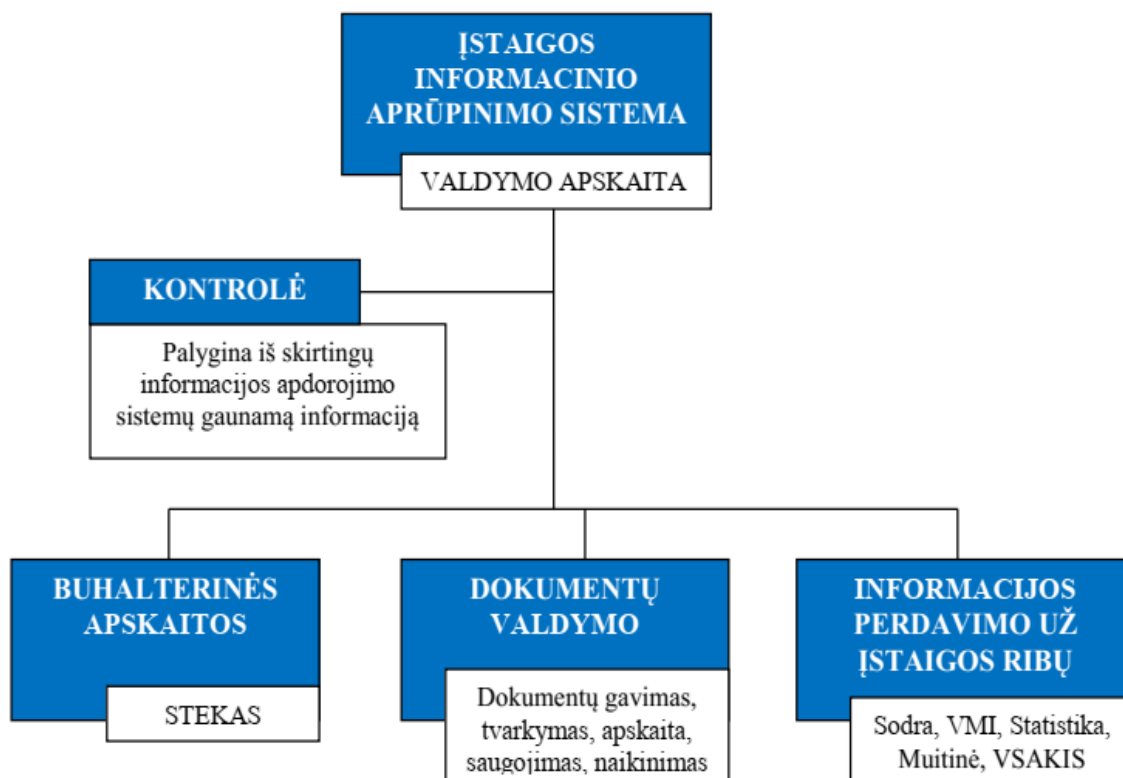 ĮSTAIGOS
INFORMACINIO
APRŪPINIMO SISTEMA
VALDYMO APSKAITA
KONTROLĖ
Palygina iš skirtingų
informacijos apdorojimo
sistemų gaunamą informaciją
BUHALTERINĖS
APSKAITOS
STEKAS
DOKUMENTŲ
VALDYMO
Dokumentų gavimas,
tvarkymas, apskaita,
saugojimas, naikinimas
INFORMACIJOS
PERDAVIMO UŽ
ĮSTAIGOS RIBŲ
Sodra, VMI, Statistika,
Muitinė, VSAKIS